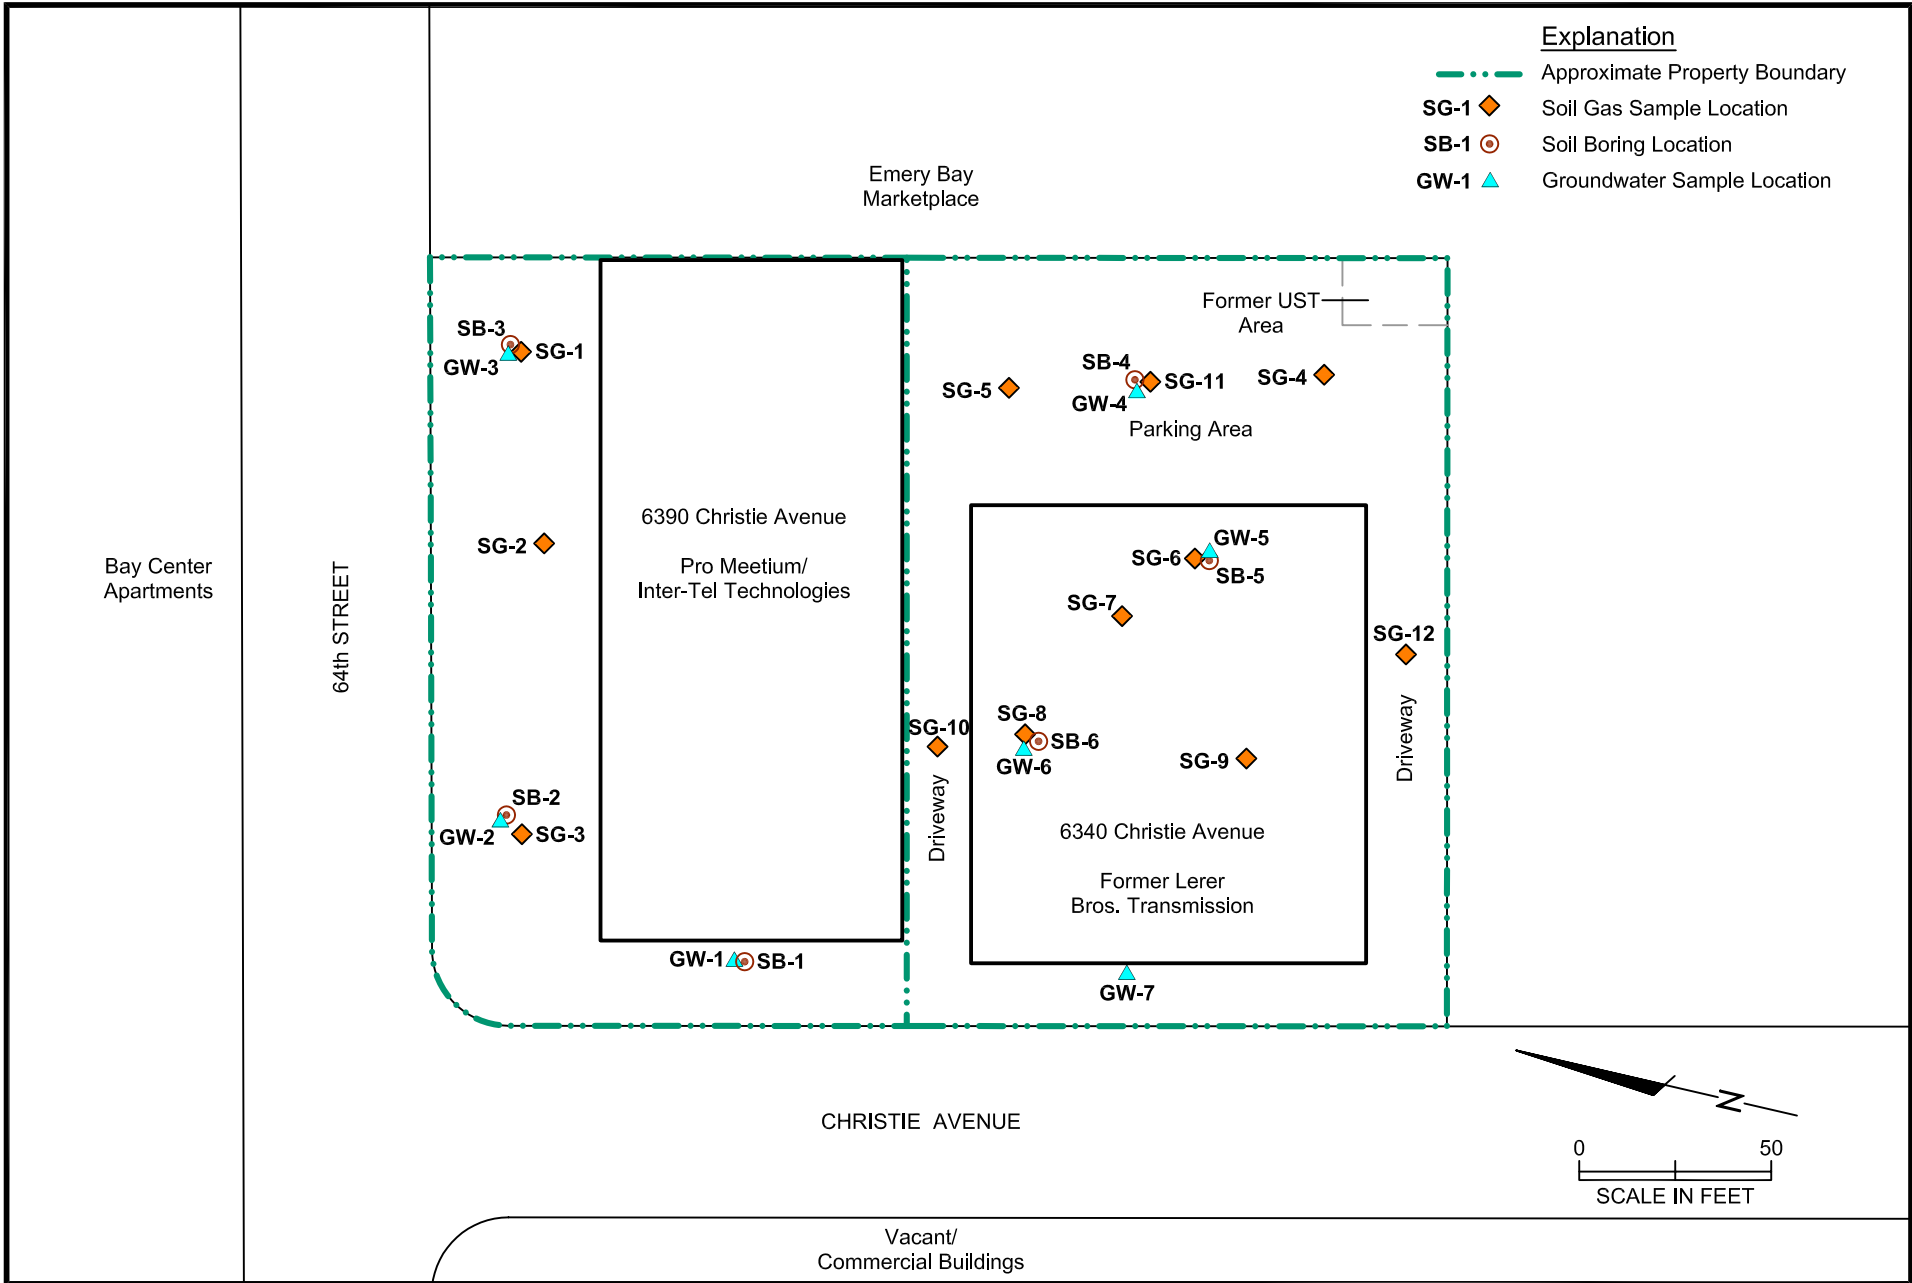 Explanation
Approximate Property Boundary
SG-1 Soil Gas Sample Location
SB-1 Soil Boring Location
GW-1 Groundwater Sample Location
Emery Bay
Marketplace
Former UST
Area
SB-3
SG-1
GW-3
SB-4
SG-11
GW-4
SG-5
SG-4
Parking Area
6390 Christie Avenue
Pro Meetium/
Inter-Tel Technologies
SG-2
Bay Center
Apartments
64th STREET
GW-5
SG-6
SB-5
SG-7
SG-12
Driveway
SG-10
Driveway
SG-8
SB-6
GW-6
SG-9
6340 Christie Avenue
Former Lerer
Bros. Transmission
SB-2
GW-2
SG-3
GW-1
SB-1
GW-7
CHRISTIE AVENUE
N
0 50
SCALE IN FEET
Vacant/
Commercial Buildings